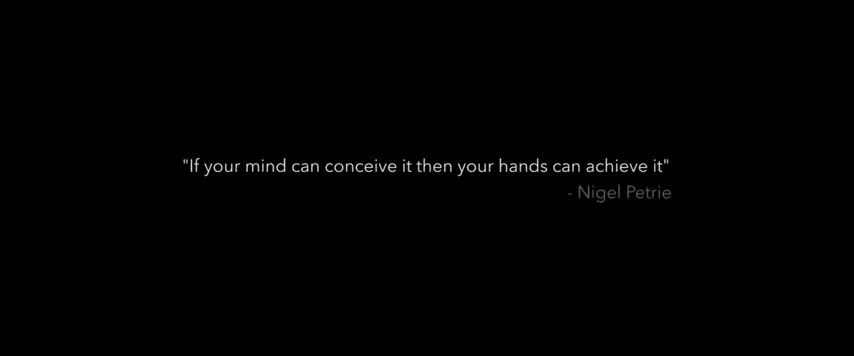 "If your mind can conceive it then your hands can achieve it"
- Nigel Petrie